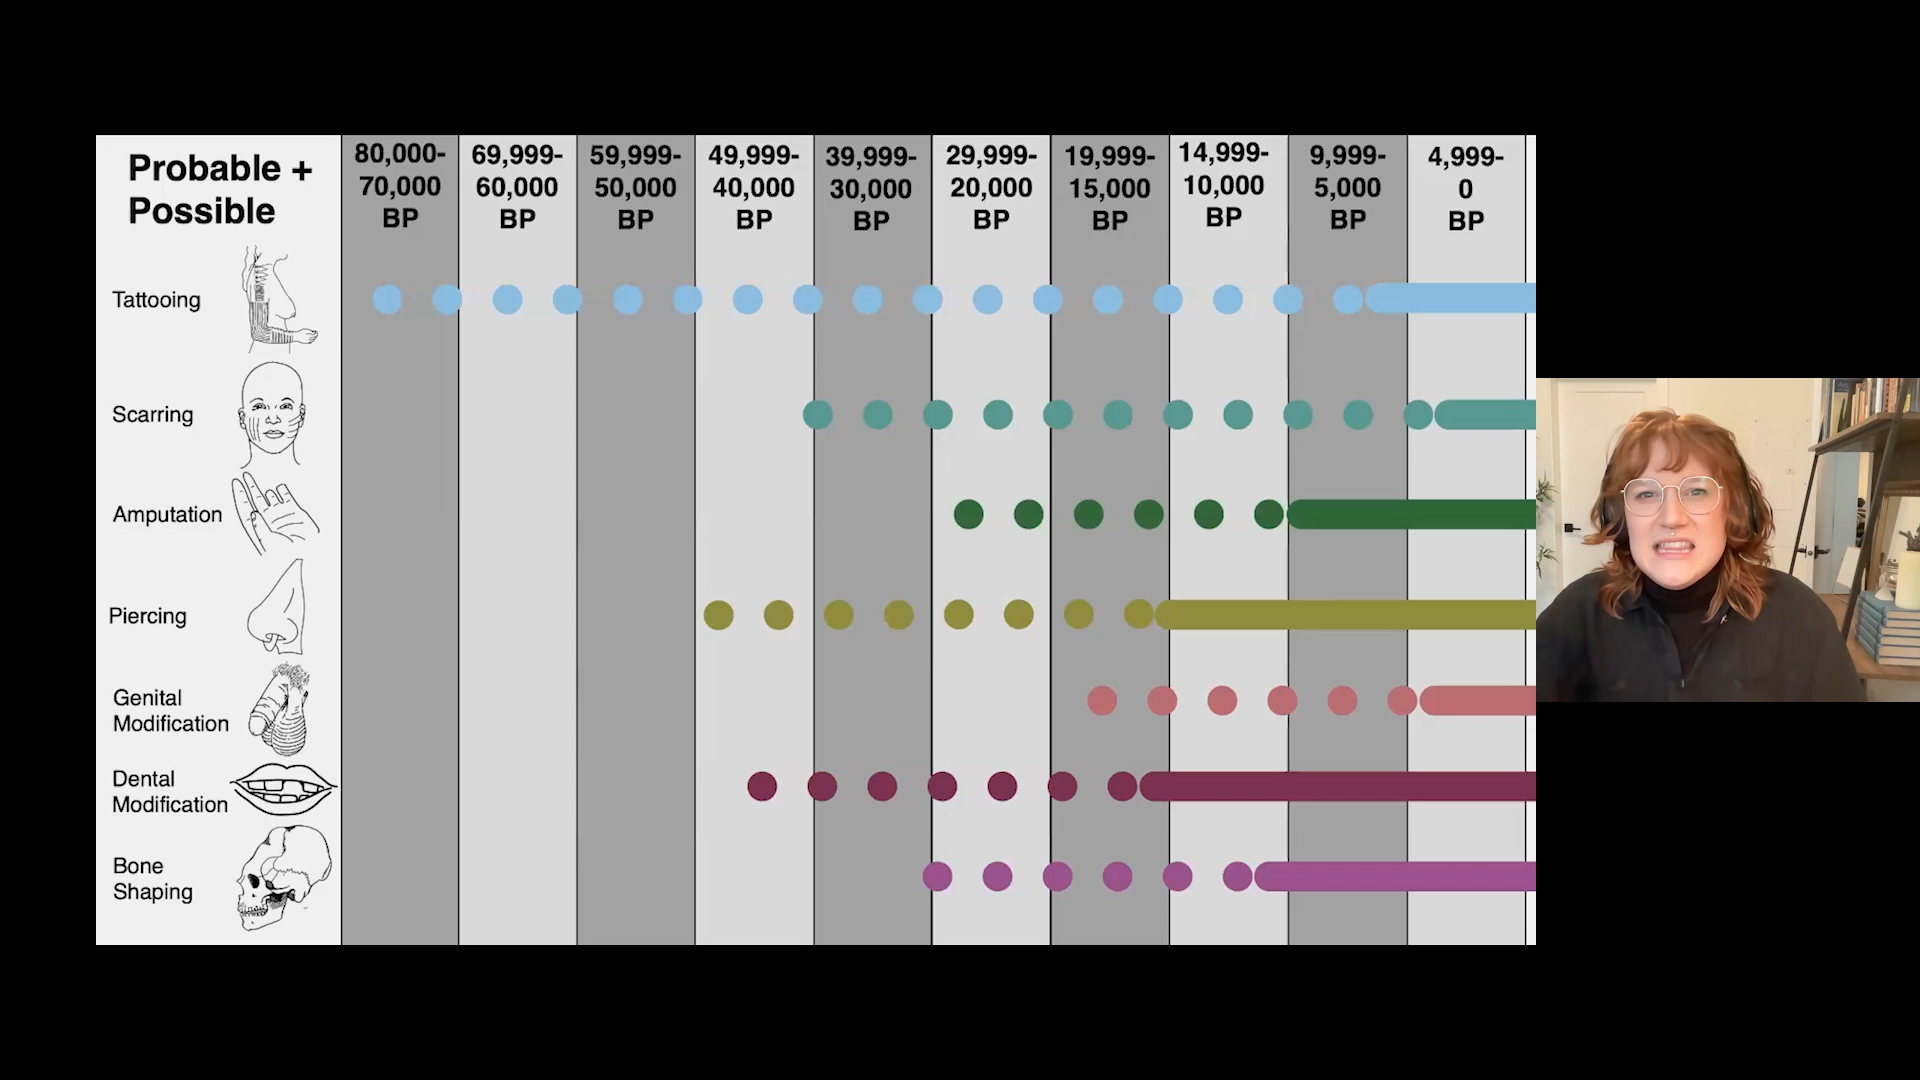 Probable +
Possible
80,000-
70,000
BP
69,999-
60,000
BP
59,999-
50,000
BP
49,999-
40,000
BP
39,999-
30,000
BP
29,999-
20,000
BP
19,999-
15,000
BP
14,999-
10,000
BP
9,999-
5,000
BP
4,999-
0
BP
Tattooing
Scarring
Amputation
Piercing
Genital
Modification
Dental
Modification
Bone
Shaping